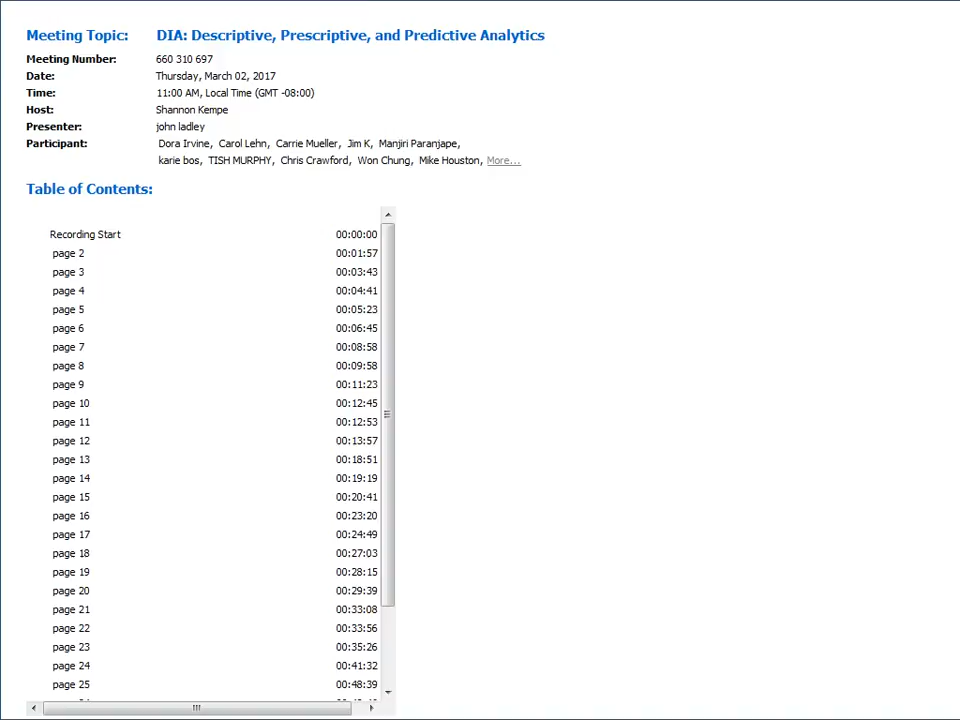 Meeting Topic: DIA: Descriptive, Prescriptive, and Predictive Analytics
Meeting Number: 660 310 697
Date: Thursday, March 02, 2017
Time: 11:00 AM, Local Time (GMT -08:00)
Host: Shannon Kempe
Presenter: john ladley
Participant: Dora Irvine, Carol Lehn, Carrie Mueller, Jim K, Manjiri Paranjape,
karie bos, TISH MURPHY, Chris Crawford, Won Chung, Mike Houston, More...
Table of Contents:
Recording Start 00:00:00
page 2 00:01:57
page 3 00:03:43
page 4 00:04:41
page 5 00:05:23
page 6 00:06:45
page 7 00:08:58
page 8 00:09:58
page 9 00:11:23
page 10 00:12:45
page 11 00:12:53
page 12 00:13:57
page 13 00:18:51
page 14 00:19:19
page 15 00:20:41
page 16 00:23:20
page 17 00:24:49
page 18 00:27:03
page 19 00:28:15
page 20 00:29:39
page 21 00:33:08
page 22 00:33:56
page 23 00:35:26
page 24 00:41:32
page 25 00:48:39